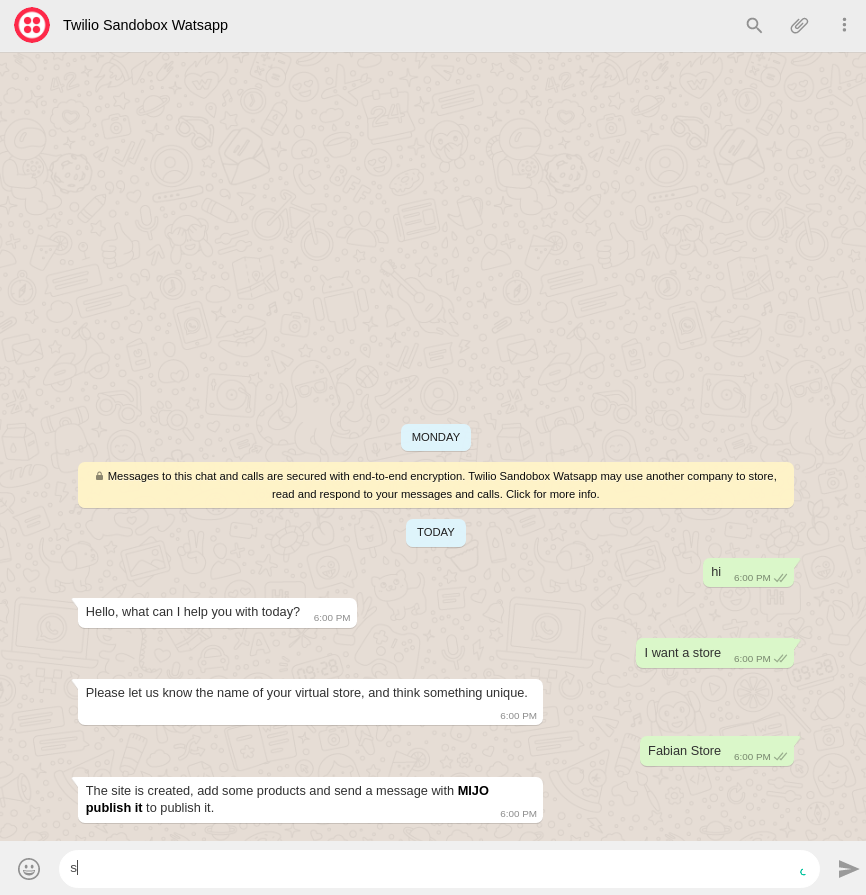 Twilio Sandobox Watsapp
MONDAY
Messages to this chat and calls are secured with end-to-end encryption. Twilio Sandobox Watsapp may use another company to store,
read and respond to your messages and calls. Click for more info.
TODAY
hi 6:00 PM
Hello, what can I help you with today? 6:00 PM
I want a store 6:00 PM
Please let us know the name of your virtual store, and think something unique.
6:00 PM
Fabian Store 6:00 PM
The site is created, add some products and send a message with MIJO
publish it to publish it. 6:00 PM
s